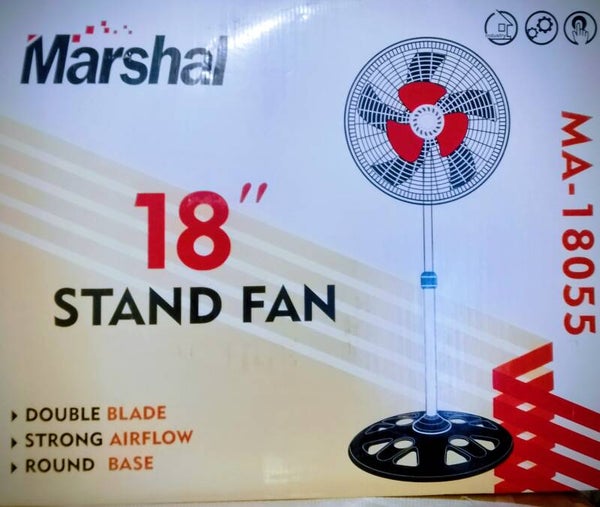 Marshal
18"
STAND FAN
DOUBLE BLADE
STRONG AIRFLOW
ROUND BASE
MA-18055